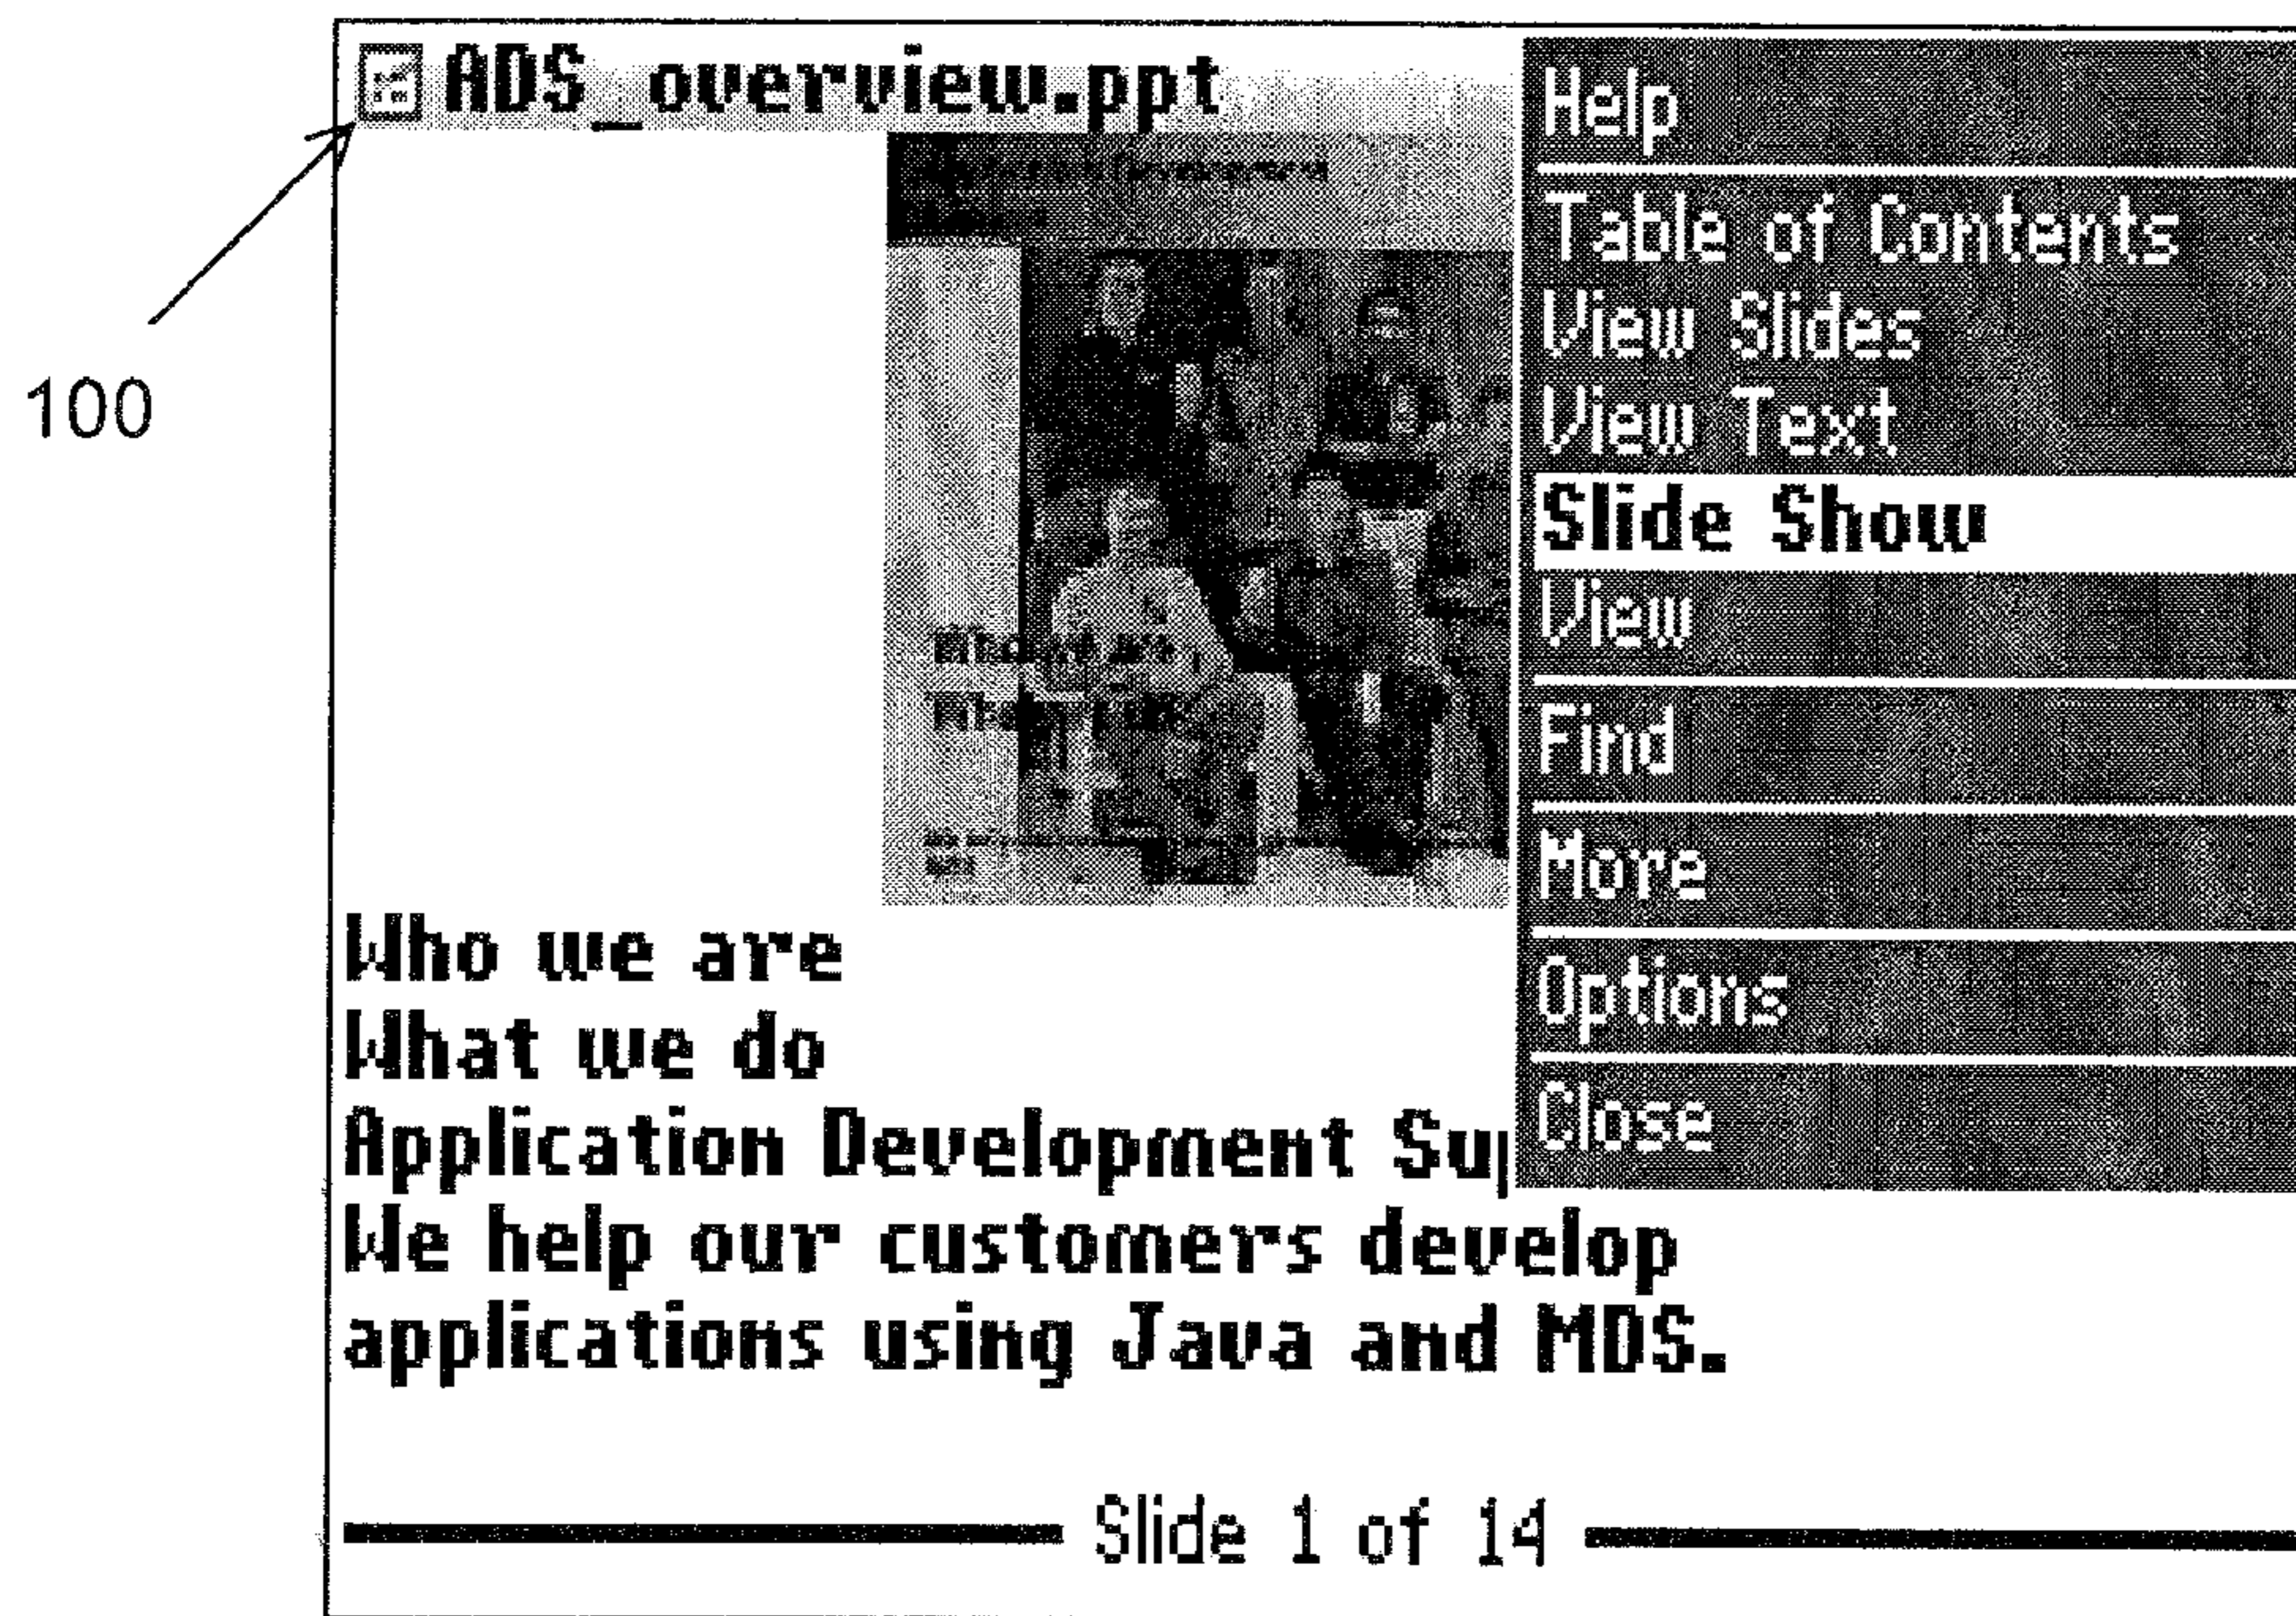 ADS_overview.ppt
100
Development
Help
Table of Contents
View Slides
View Text
Slide Show
View
Find
More
Options
Close
Who we are
What we do
Application Development Su
We help our customers develop
applications using Java and MDS.
Slide 1 of 14